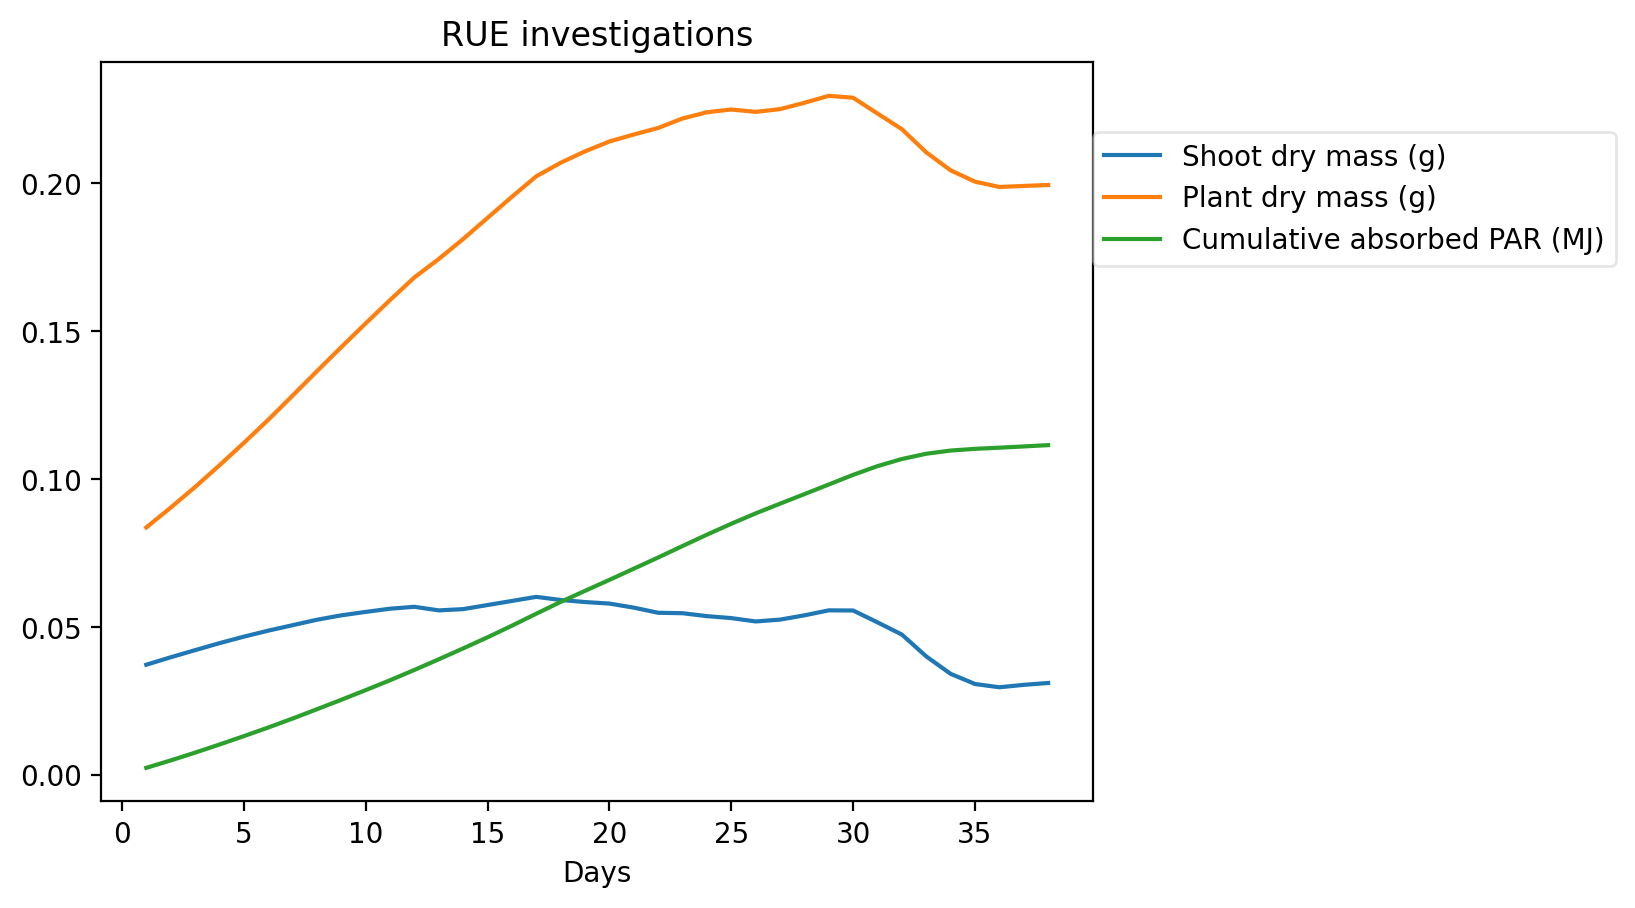 RUE investigations
0.20
0.15
0.10
0.05
0.00
0 5 10 15 20 25 30 35
Days
Shoot dry mass (g)
Plant dry mass (g)
Cumulative absorbed PAR (MJ)